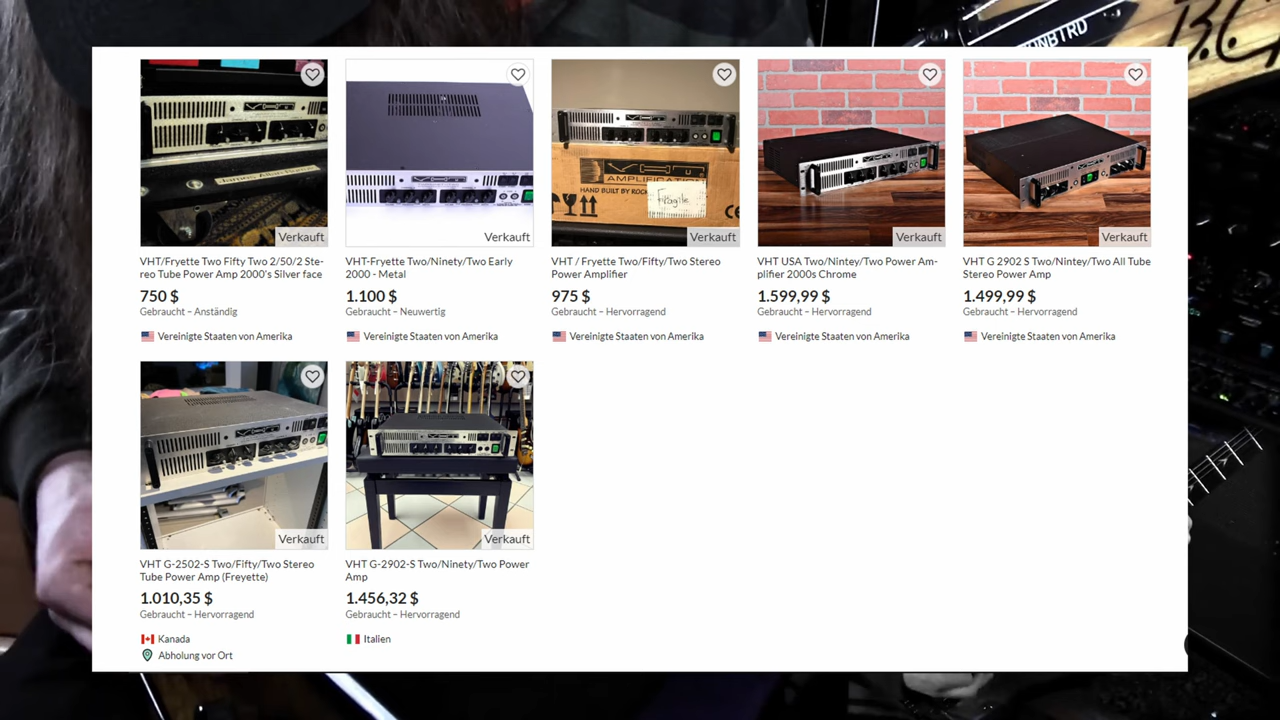 UNBTRD
B.C
VHT
VHT
VHT
AMPLIFICATION
HAND BUILT BY ROCK
Fragile
Verkauft
Verkauft
Verkauft
Verkauft
Verkauft
VHT/Fryette Two Fifty Two 2/50/2 Ste-
reo Tube Power Amp 2000's Silver face
750 $
Gebraucht – Anständig
Vereinigte Staaten von Amerika
VHT-Fryette Two/Ninety/Two Early
2000 - Metal
1.100 $
Gebraucht – Neuwertig
Vereinigte Staaten von Amerika
VHT / Fryette Two/Fifty/Two Stereo
Power Amplifier
975 $
Gebraucht – Hervorragend
Vereinigte Staaten von Amerika
VHT USA Two/Nintey/Two Power Am-
plifier 2000s Chrome
1.599,99 $
Gebraucht – Hervorragend
Vereinigte Staaten von Amerika
VHT G 2902 S Two/Nintey/Two All Tube
Stereo Power Amp
1.499,99 $
Gebraucht – Hervorragend
Vereinigte Staaten von Amerika
Verkauft
Verkauft
VHT G-2502-S Two/Fifty/Two Stereo
Tube Power Amp (Freyette)
1.010,35 $
Gebraucht – Hervorragend
Kanada
Abholung vor Ort
VHT G-2902-S Two/Ninety/Two Power
Amp
1.456,32 $
Gebraucht – Hervorragend
Italien